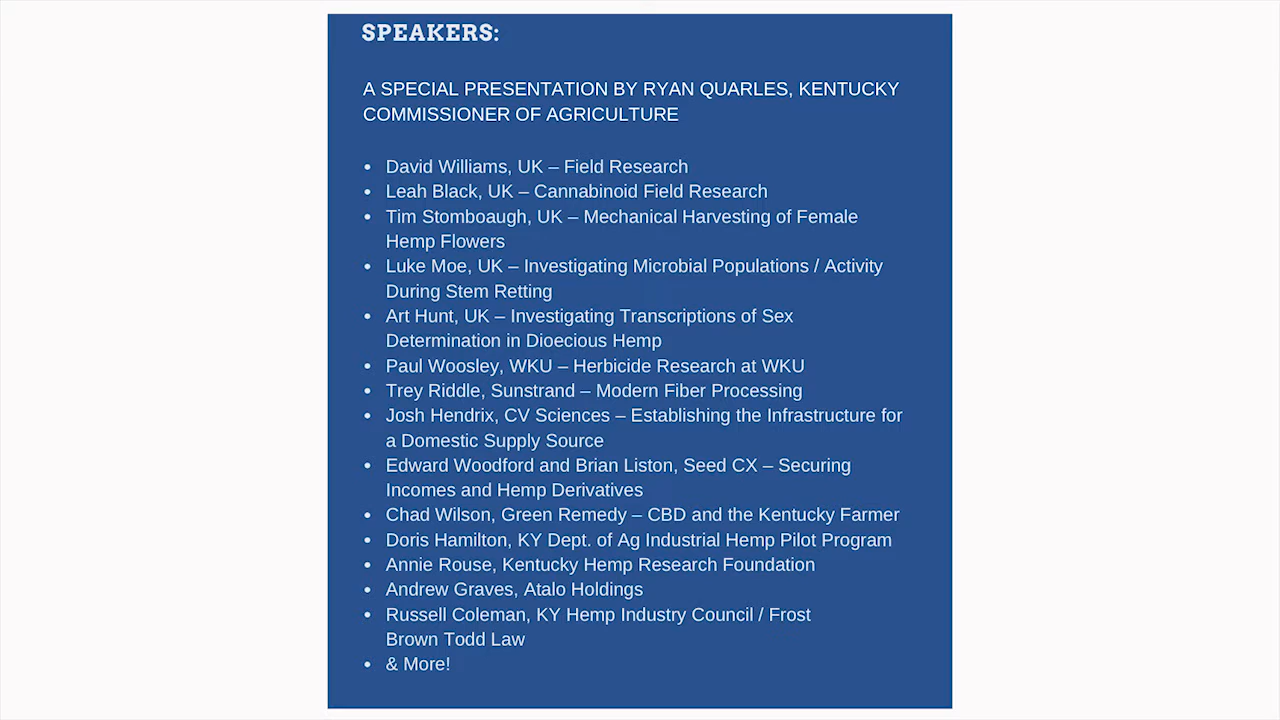 SPEAKERS:
A SPECIAL PRESENTATION BY RYAN QUARLES, KENTUCKY
COMMISSIONER OF AGRICULTURE
• David Williams, UK – Field Research
• Leah Black, UK – Cannabinoid Field Research
• Tim Stomboaugh, UK – Mechanical Harvesting of Female
Hemp Flowers
• Luke Moe, UK – Investigating Microbial Populations / Activity
During Stem Retting
• Art Hunt, UK – Investigating Transcriptions of Sex
Determination in Dioecious Hemp
• Paul Woosley, WKU – Herbicide Research at WKU
• Trey Riddle, Sunstrand – Modern Fiber Processing
• Josh Hendrix, CV Sciences – Establishing the Infrastructure for
a Domestic Supply Source
• Edward Woodford and Brian Liston, Seed CX – Securing
Incomes and Hemp Derivatives
• Chad Wilson, Green Remedy – CBD and the Kentucky Farmer
• Doris Hamilton, KY Dept. of Ag Industrial Hemp Pilot Program
• Annie Rouse, Kentucky Hemp Research Foundation
• Andrew Graves, Atalo Holdings
• Russell Coleman, KY Hemp Industry Council / Frost
Brown Todd Law
• & More!